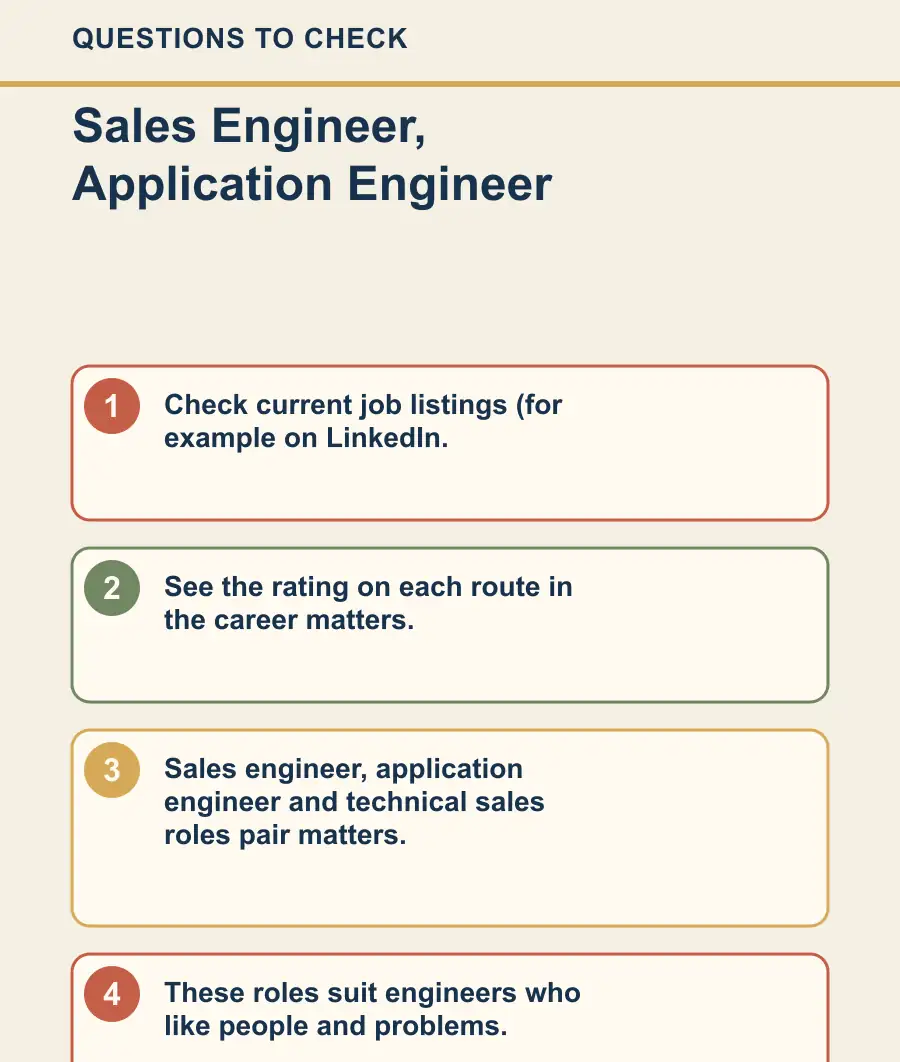 QUESTIONS TO CHECK
Sales Engineer,
Application Engineer
1
Check current job listings (for
example on LinkedIn.
2
See the rating on each route in
the career matters.
3
Sales engineer, application
engineer and technical sales
roles pair matters.
4
These roles suit engineers who
like people and problems.